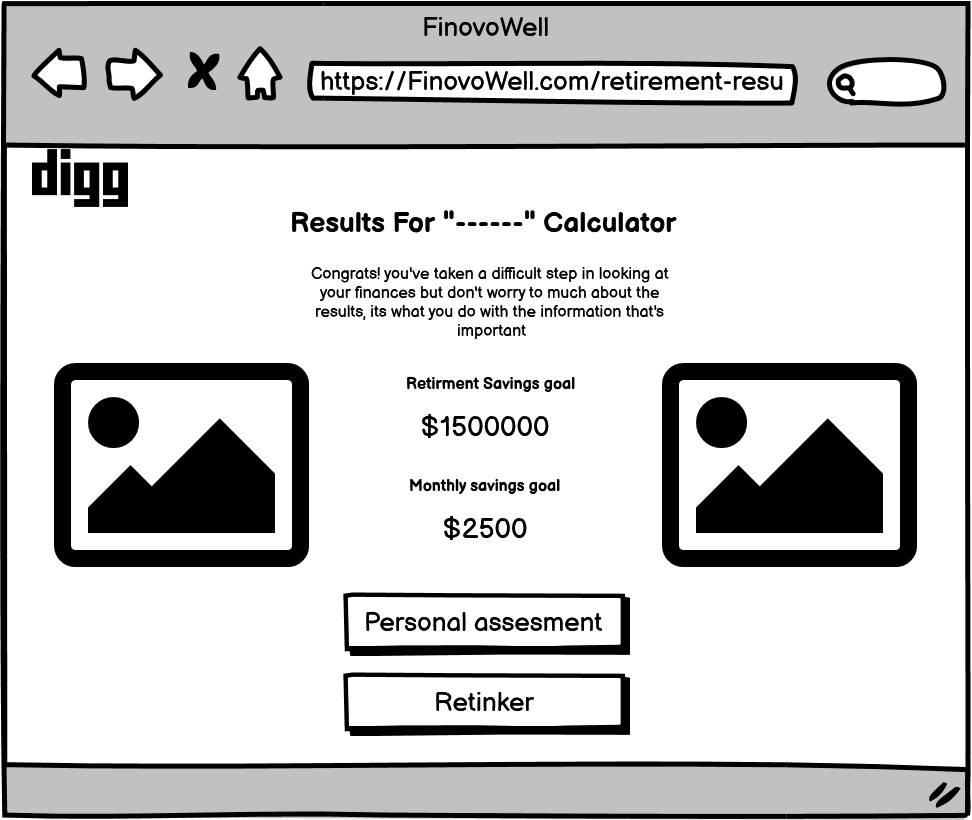 FinovoWell
https://FinovoWell.com/retirement-resu
digg
Results For "------" Calculator
Congrats! you've taken a difficult step in looking at
your finances but don't worry to much about the
results, its what you do with the information that's
important
Retirment Savings goal
$1500000
Monthly savings goal
$2500
Personal assesment
Retinker